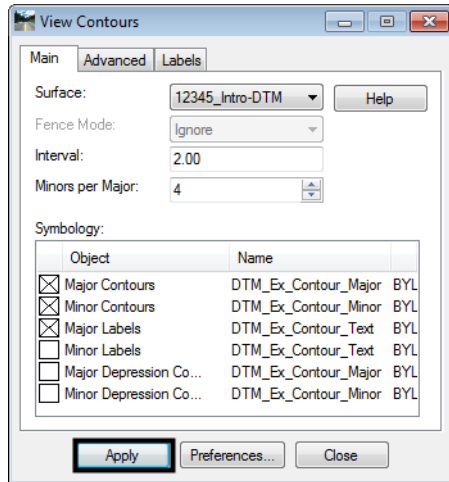 View Contours
Main Advanced Labels
Surface: 12345_Intro-DTM Help
Fence Mode: Ignore
Interval: 2.00
Minors per Major: 4
Symbology:
Object Name
Major Contours DTM_Ex_Contour_Major BYL
Minor Contours DTM_Ex_Contour_Minor BYL
Major Labels DTM_Ex_Contour_Text BYL
Minor Labels DTM_Ex_Contour_Text BYL
Major Depression Co... DTM_Ex_Contour_Major BYL
Minor Depression Co... DTM_Ex_Contour_Minor BYL
Apply Preferences... Close